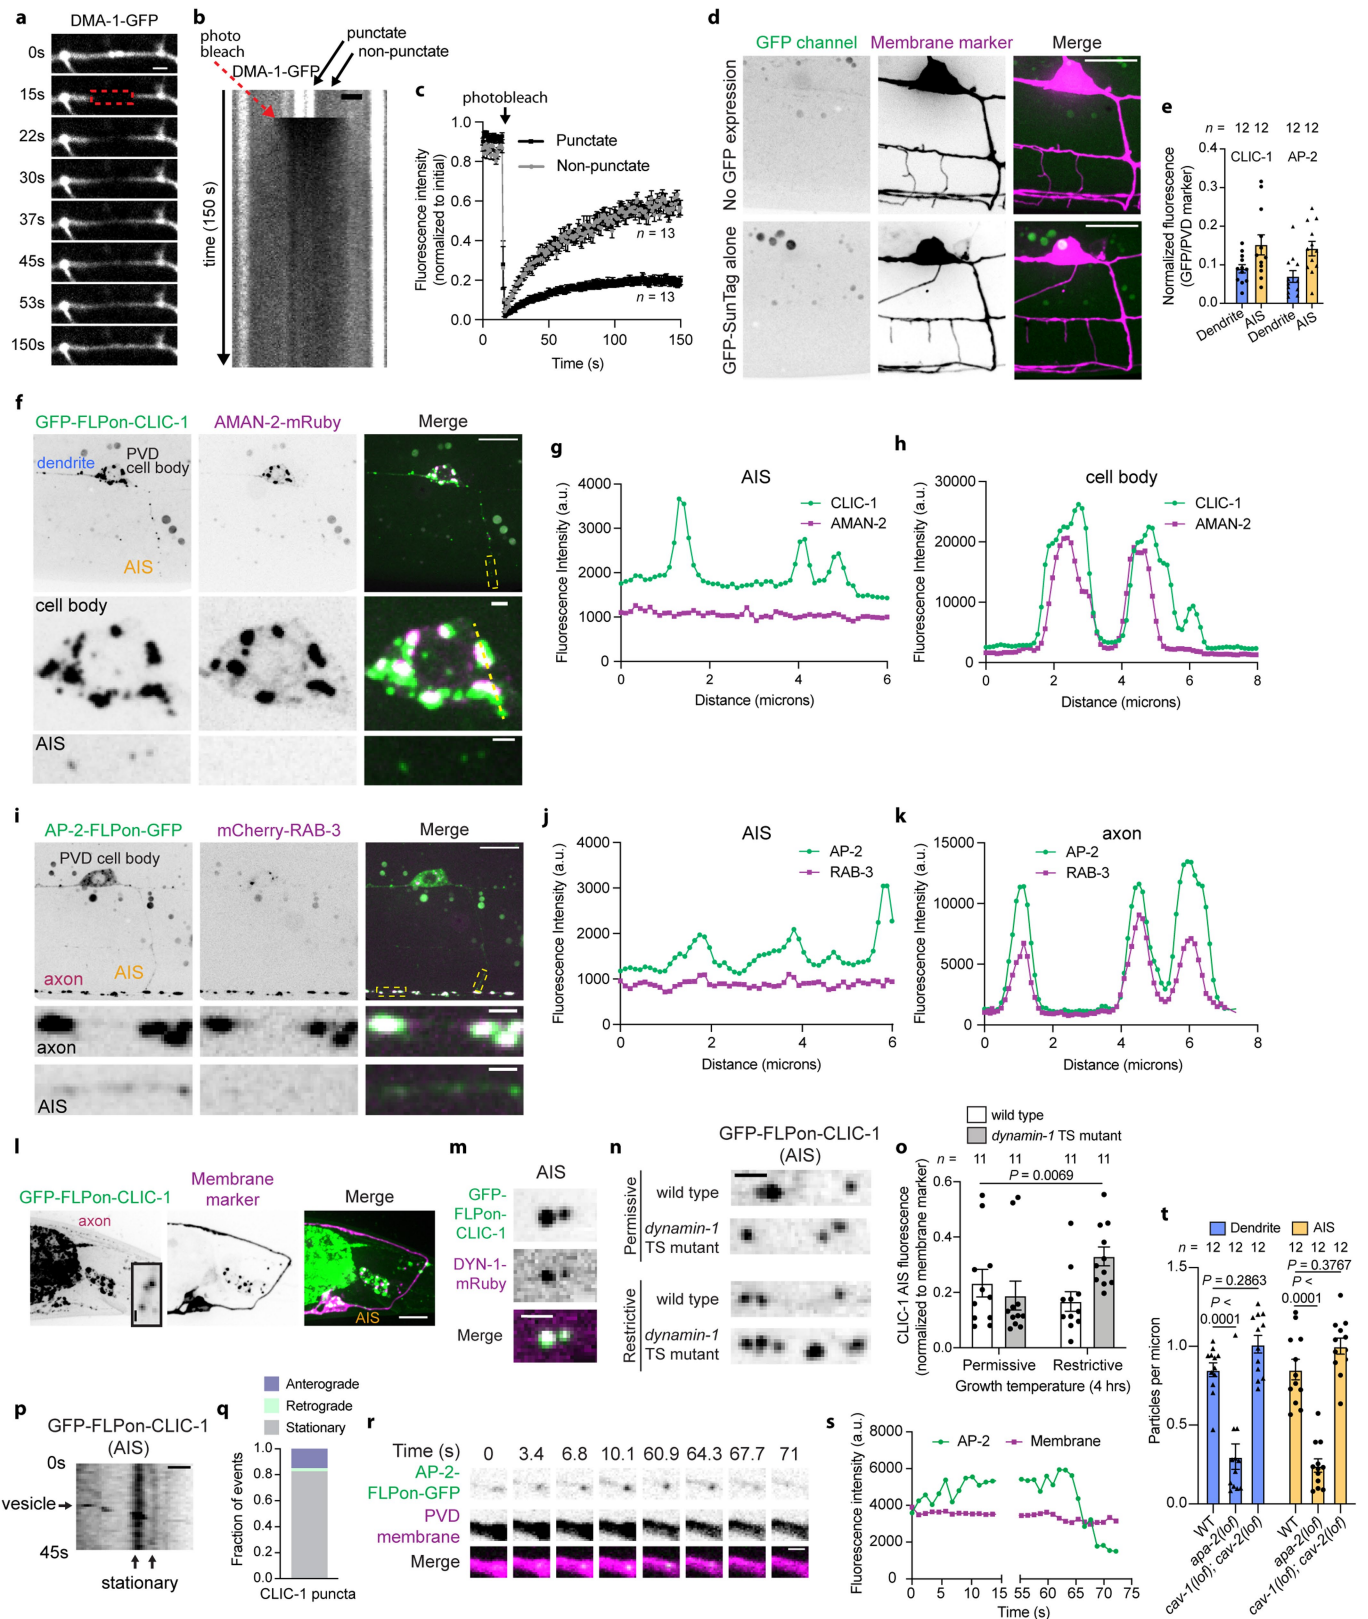 a
DMA-1-GFP
0s
15s
22s
30s
37s
45s
53s
150s
b
photo
bleach
punctate
non-punctate
DMA-1-GFP
time (150 s)
c
photobleach
Fluorescence intensity
(normalized to initial)
1.0
0.8
0.6
0.4
0.2
0.0
Punctate
Non-punctate
n = 13
n = 13
0
50
100
150
Time (s)
d
GFP channel
Membrane marker
Merge
No GFP expression
GFP-SunTag alone
e
n = 12 12 12 12
CLIC-1 AP-2
Normalized fluorescence
(GFP/PVD marker)
0.4
0.3
0.2
0.1
0.0
Dendrite
AIS
Dendrite
AIS
f
GFP-FLPon-CLIC-1
AMAN-2-mRuby
Merge
dendrite
PVD
cell body
AIS
cell body
AIS
g
AIS
Fluorescence Intensity (a.u.)
4000
3000
2000
1000
0
CLIC-1
AMAN-2
0 2 4 6
Distance (microns)
h
cell body
Fluorescence Intensity (a.u.)
30000
20000
10000
0
CLIC-1
AMAN-2
0 2 4 6 8
Distance (microns)
i
AP-2-FLPon-GFP
mCherry-RAB-3
Merge
PVD cell body
axon
AIS
axon
AIS
j
AIS
Fluorescence Intensity (a.u.)
4000
3000
2000
1000
0
AP-2
RAB-3
0 2 4 6
Distance (microns)
k
axon
Fluorescence Intensity (a.u.)
15000
10000
5000
0
AP-2
RAB-3
0 2 4 6 8
Distance (microns)
l
GFP-FLPon-CLIC-1
Membrane
marker
Merge
axon
AIS
m
AIS
GFP-
FLPon-
CLIC-1
DYN-1-
mRuby
Merge
n
GFP-FLPon-CLIC-1
(AIS)
Permissive
wild type
dynamin-1
TS mutant
Restrictive
wild type
dynamin-1
TS mutant
o
wild type
dynamin-1 TS mutant
n = 11 11 11 11
P = 0.0069
CLIC-1 AIS fluorescence
(normalized to membrane marker)
0.6
0.4
0.2
0.0
Permissive Restrictive
Growth temperature (4 hrs)
p
GFP-FLPon-CLIC-1
(AIS)
0s
vesicle
45s
stationary
q
Anterograde
Retrograde
Stationary
Fraction of events
1.0
0.8
0.6
0.4
0.2
0.0
CLIC-1 puncta
r
Time (s) 0 3.4 6.8 10.1 60.9 64.3 67.7 71
AP-2-
FLPon-GFP
PVD
membrane
Merge
s
Fluorescence intensity (a.u.)
8000
6000
4000
2000
0
AP-2
Membrane
0 5 10 15 55 60 65 70 75
Time (s)
t
Dendrite
AIS
n = 12 12 12 12 12 12
P = 0.3767
P = 0.2863
P <
0.0001
P <
0.0001
Particles per micron
1.5
1.0
0.5
0.0
WT
apa-2(lof)
cav-1(lof); cav-2(lof)
WT
apa-2(lof)
cav-1(lof); cav-2(lof)